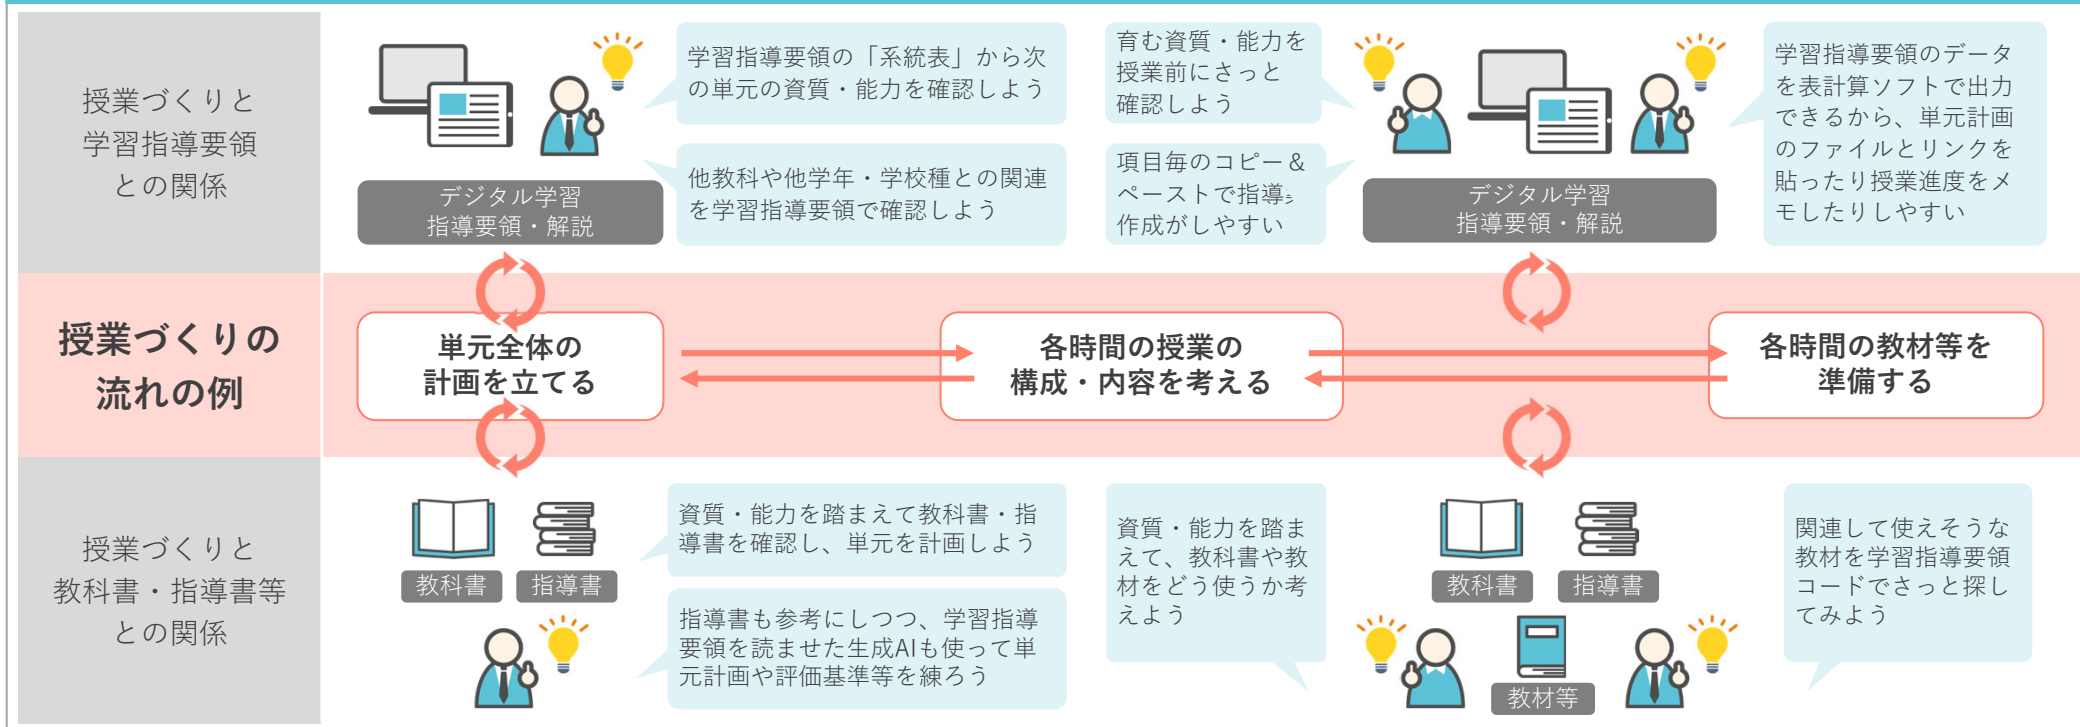 授業づくりと
学習指導要領
との関係
デジタル学習
指導要領・解説
学習指導要領の「系統表」から次
の単元の資質・能力を確認しよう
他教科や他学年・学校種との関連
を学習指導要領で確認しよう
育む資質・能力を
授業前にさっと
確認しよう
項目毎のコピー＆
ペーストで指導
作成がしやすい
デジタル学習
指導要領・解説
学習指導要領のデータ
を表計算ソフトで出力
できるから、単元計画
のファイルとリンクを
貼ったり授業進度をメ
モしたりしやすい
授業づくりの
流れの例
単元全体の
計画を立てる
各時間の授業の
構成・内容を考える
各時間の教材等を
準備する
授業づくりと
教科書・指導書等
との関係
教科書
指導書
資質・能力を踏まえて教科書・指
導書を確認し、単元を計画しよう
指導書も参考にしつつ、学習指導
要領を読ませた生成AIも使って単
元計画や評価基準等を練ろう
資質・能力を踏ま
えて、教科書や教
材をどう使うか考
えよう
教科書
指導書
教材等
関連して使えそうな
教材を学習指導要領
コードでさっと探し
てみよう